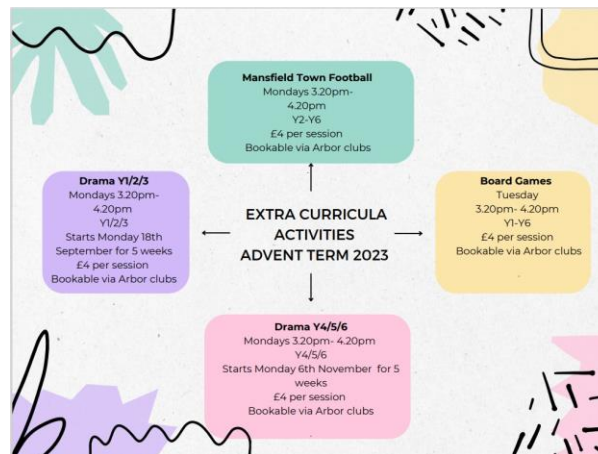 Mansfield Town Football
Mondays 3.20pm-
4.20pm
Y2-Y6
£4 per session
Bookable via Arbor clubs
Drama Y1/2/3
Mondays 3.20pm-
4.20pm
Y1/2/3
Starts Monday 18th
September for 5 weeks
£4 per session
Bookable via Arbor clubs
EXTRA CURRICULA
ACTIVITIES
ADVENT TERM 2023
Board Games
Tuesday
3.20pm- 4.20pm
Y1-Y6
£4 per session
Bookable via Arbor clubs
Drama Y4/5/6
Mondays 3.20pm- 4.20pm
Y4/5/6
Starts Monday 6th November for 5
weeks
£4 per session
Bookable via Arbor clubs